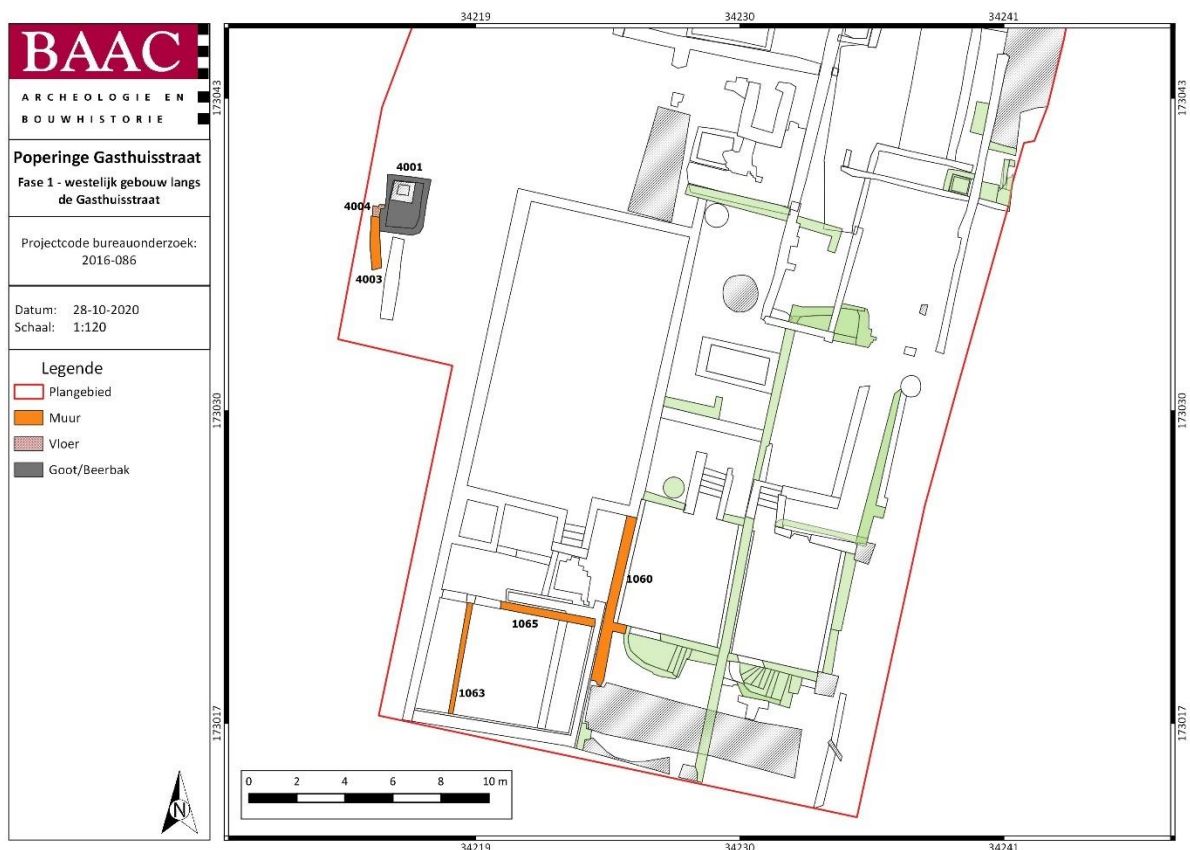 BAAC
ARCHEOLOGIE EN
BOUWHISTORIE
Poperinge Gasthuisstraat
Fase 1 - westelijk gebouw langs
de Gasthuisstraat
Projectcode bureauonderzoek:
2016-086
Datum: 28-10-2020
Schaal: 1:120
Legende
Plangebied
Muur
Vloer
Goot/Beerbak
N
34219
34230
34241
173043
173043
4001
4004
4003
173030
173030
1060
1065
1063
173017
173017
0 2 4 6 8 10 m
34219
34230
34241